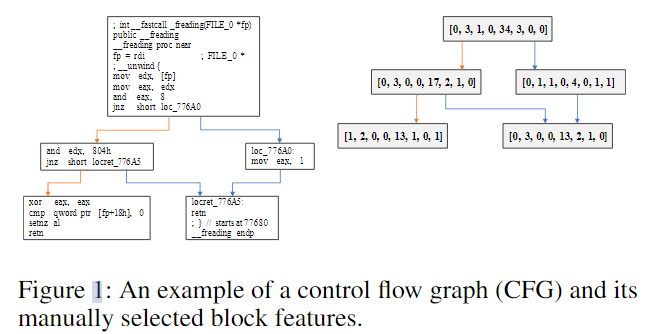 ; int __fastcall _freading(FILE_0 *fp)
public __freading
__freading proc near
fp = rdi ; FILE_0 *
; __unwind {
mov edx, [fp]
mov eax, edx
and eax, 8
jnz short loc_776A0
and edx, 804h
jnz short locret_776A5
loc_776A0:
mov eax, 1
xor eax, eax
cmp qword ptr [fp+18h], 0
setnz al
retn
locret_776A5:
retn
; } // starts at 77680
__freading endp
[0, 3, 1, 0, 34, 3, 0, 0]
[0, 3, 0, 0, 17, 2, 1, 0]
[0, 1, 1, 0, 4, 0, 1, 1]
[1, 2, 0, 0, 13, 1, 0, 1]
[0, 3, 0, 0, 13, 2, 1, 0]
Figure 1: An example of a control flow graph (CFG) and its
manually selected block features.